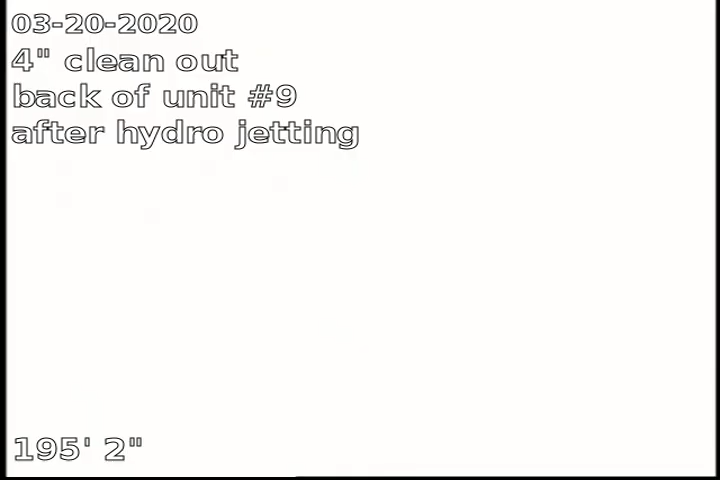 03-20-2020
4" clean out
back of unit #9
after hydro jetting
195' 2"